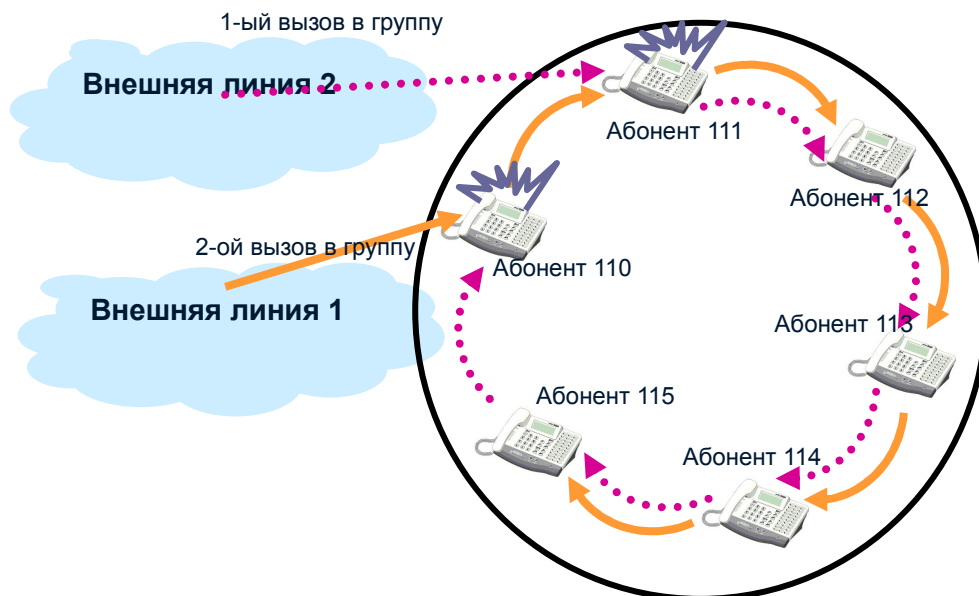 1-ый вызов в группу
Внешняя линия 2
Абонент 111
Абонент 112
2-ой вызов в группу
Абонент 110
Внешняя линия 1
Абонент 113
Абонент 115
Абонент 114